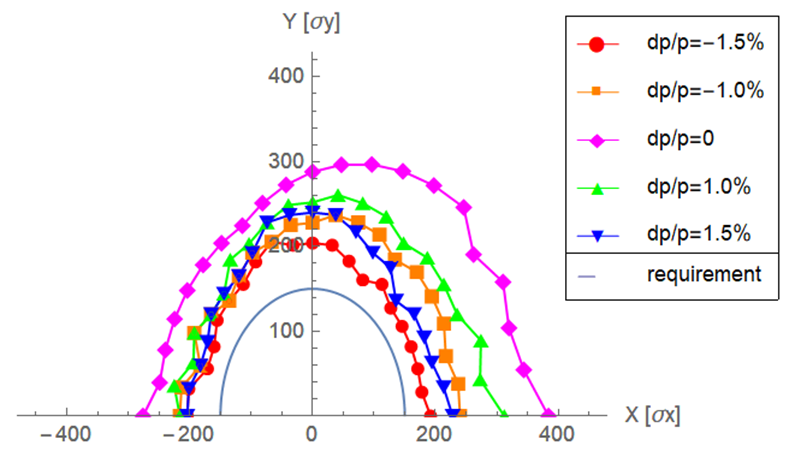 Y [σy]
400
300
200
100
−400
−200
0
200
400
X [σx]
dp/p=−1.5%
dp/p=−1.0%
dp/p=0
dp/p=1.0%
dp/p=1.5%
requirement